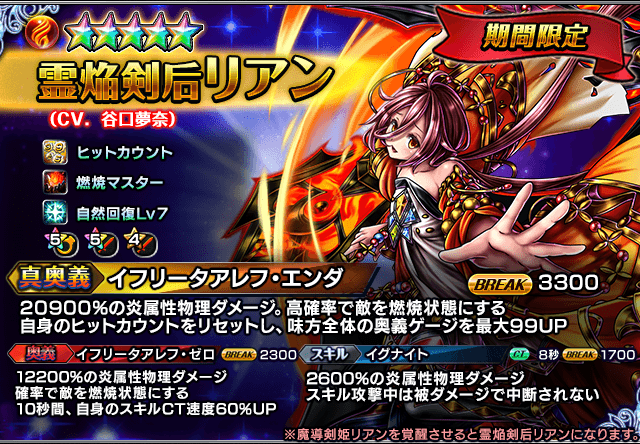 期間限定
霊焔剣后リアン
(CV．谷口夢奈)
ヒットカウント
燃焼マスター
自然回復Lv7
5 5 4
真奥義 イフリータアレフ・エンダ BREAK 3300
20900%の炎属性物理ダメージ。高確率で敵を燃焼状態にする
自身のヒットカウントをリセットし、味方全体の奥義ゲージを最大99UP
奥義 イフリータアレフ・ゼロ BREAK 2300
12200%の炎属性物理ダメージ
確率で敵を燃焼状態にする
10秒間、自身のスキルCT速度60%UP
スキル イグナイト CT 8秒 BREAK 1700
2600%の炎属性物理ダメージ
スキル攻撃中は被ダメージで中断されない
※魔導剣姫リアンを覚醒させると霊焔剣后リアンになります。